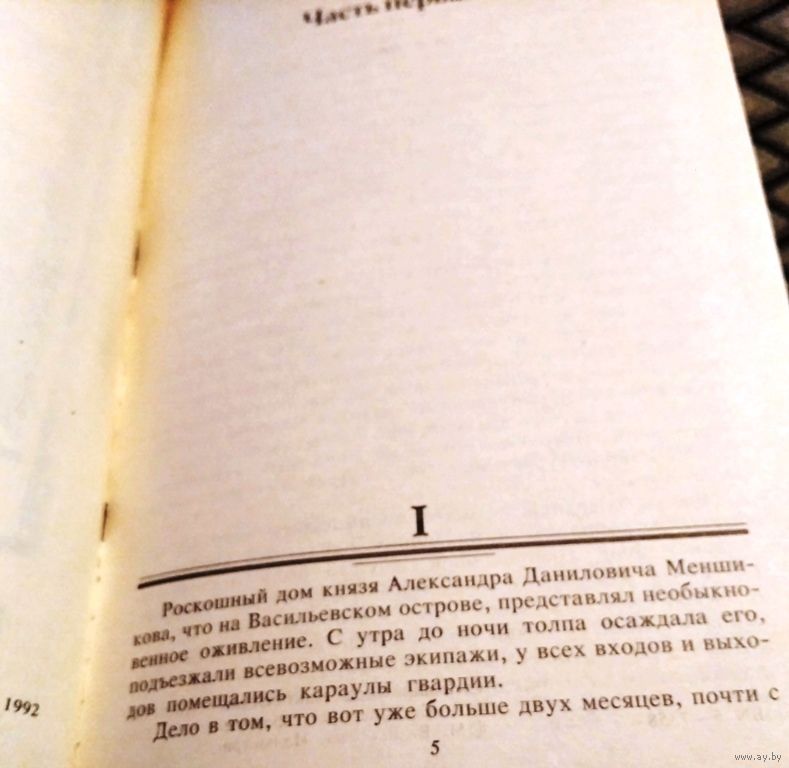 Часть
I
Роскошный дом князя Александра Даниловича Менши-
кова, что на Васильевском острове, представлял необыкно-
венное оживление. С утра до ночи толпа осаждала его,
подъезжали всевозможные экипажи, у всех входов и выхо-
дов помещались караулы гвардии.
Дело в том, что вот уже больше двух месяцев, почти с
5
1992
www.ay.by